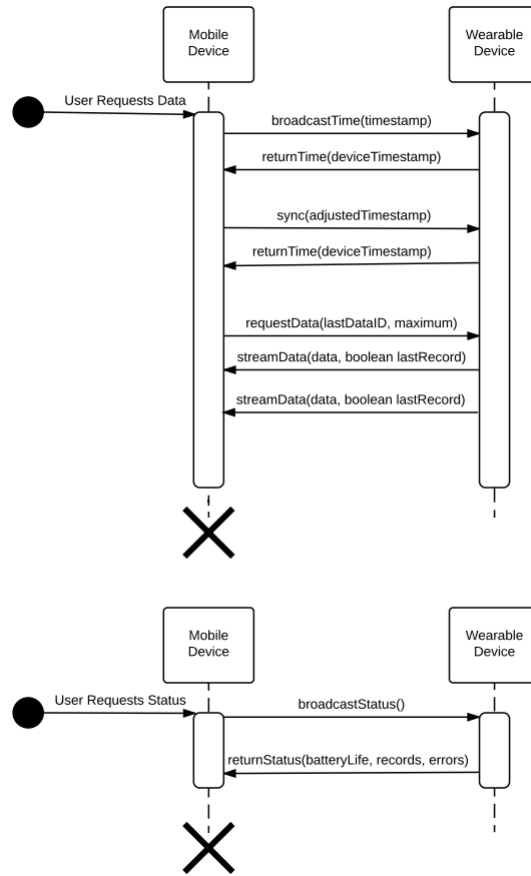 Mobile
Device
Wearable
Device
User Requests Data
broadcastTime(timestamp)
returnTime(deviceTimestamp)
sync(adjustedTimestamp)
returnTime(deviceTimestamp)
requestData(lastDataID, maximum)
streamData(data, boolean lastRecord)
streamData(data, boolean lastRecord)
Mobile
Device
Wearable
Device
User Requests Status
broadcastStatus()
returnStatus(batteryLife, records, errors)